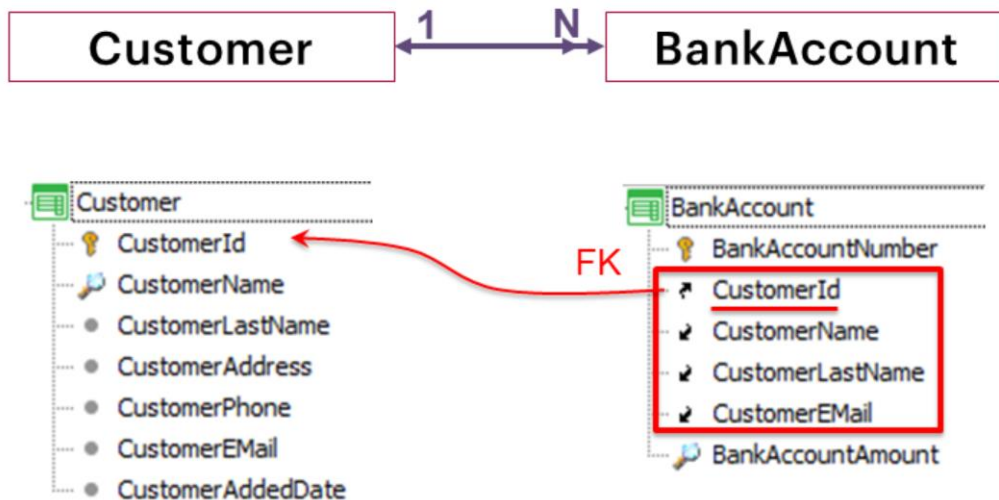 Customer 1 N BankAccount
Customer
CustomerId
CustomerName
CustomerLastName
CustomerAddress
CustomerPhone
CustomerEMail
CustomerAddedDate
FK
BankAccount
BankAccountNumber
CustomerId
CustomerName
CustomerLastName
CustomerEMail
BankAccountAmount